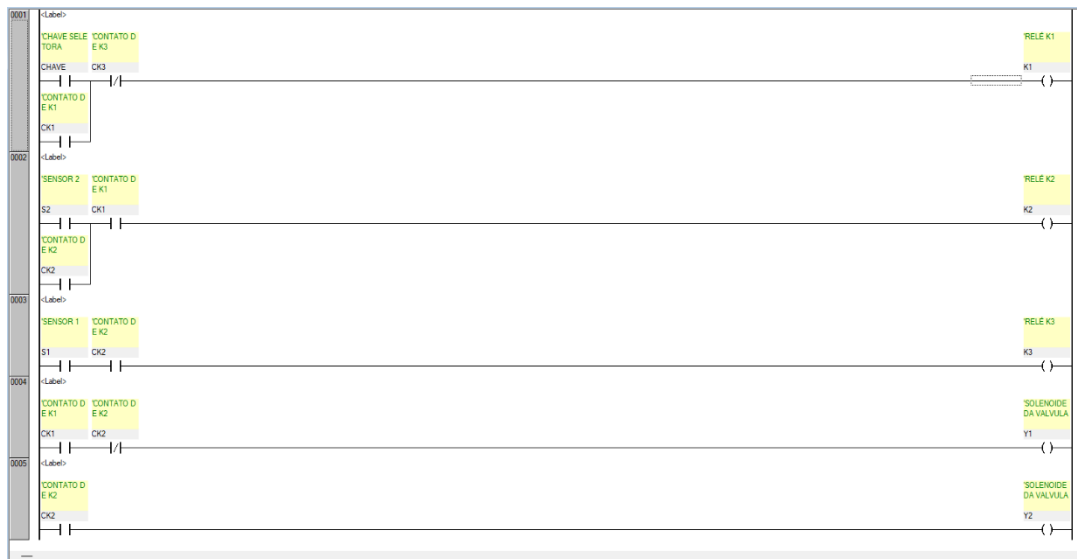 0001
<Label>
'CHAVE SELE
TORA
'CONTATO D
E K3
'RELÉ K1
CHAVE
CK3
K1
'CONTATO D
E K1
CK1
0002
<Label>
'SENSOR 2
'CONTATO D
E K1
'RELÉ K2
S2
CK1
K2
'CONTATO D
E K2
CK2
0003
<Label>
'SENSOR 1
'CONTATO D
E K2
'RELÉ K3
S1
CK2
K3
0004
<Label>
'CONTATO D
E K1
'CONTATO D
E K2
'SOLENOIDE
DA VALVULA
CK1
CK2
Y1
0005
<Label>
'CONTATO D
E K2
'SOLENOIDE
DA VALVULA
CK2
Y2